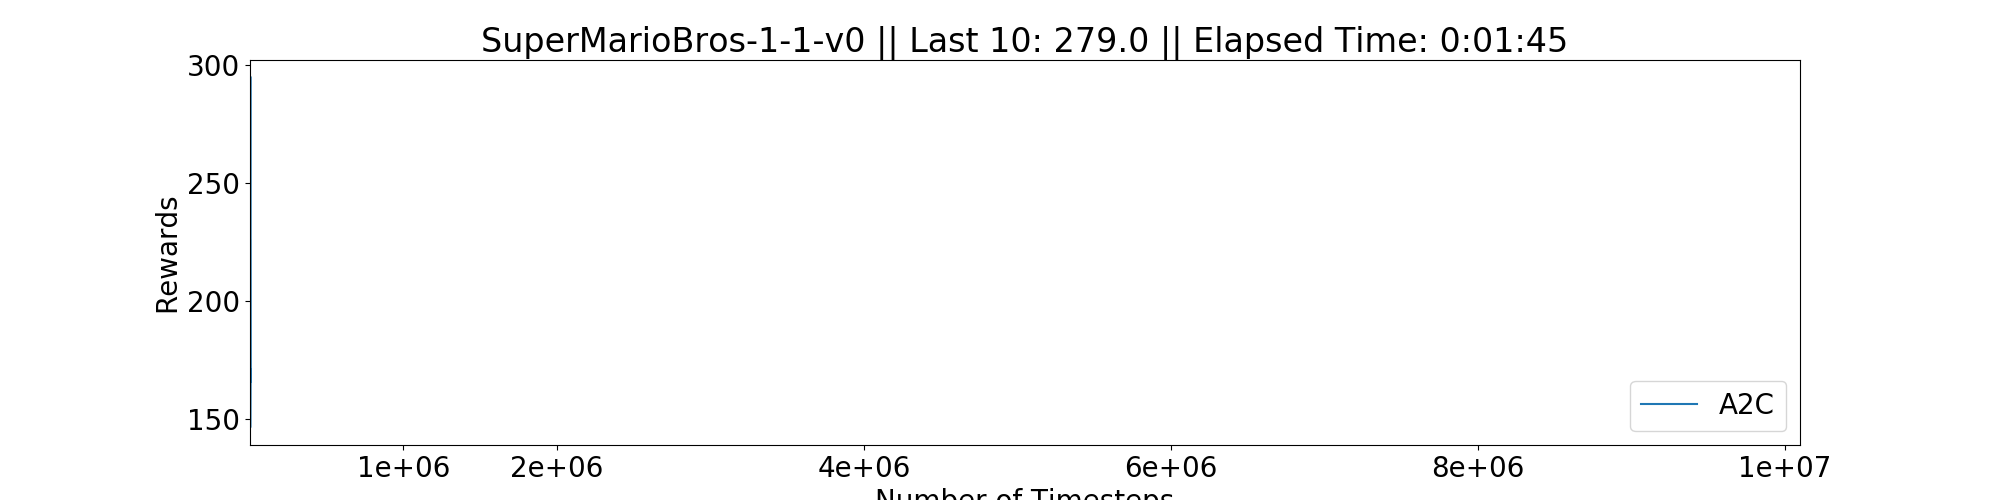 SuperMarioBros-1-1-v0 || Last 10: 279.0 || Elapsed Time: 0:01:45
300
250
200
150
Rewards
A2C
1e+06 2e+06 4e+06 6e+06 8e+06 1e+07
Number of Timesteps